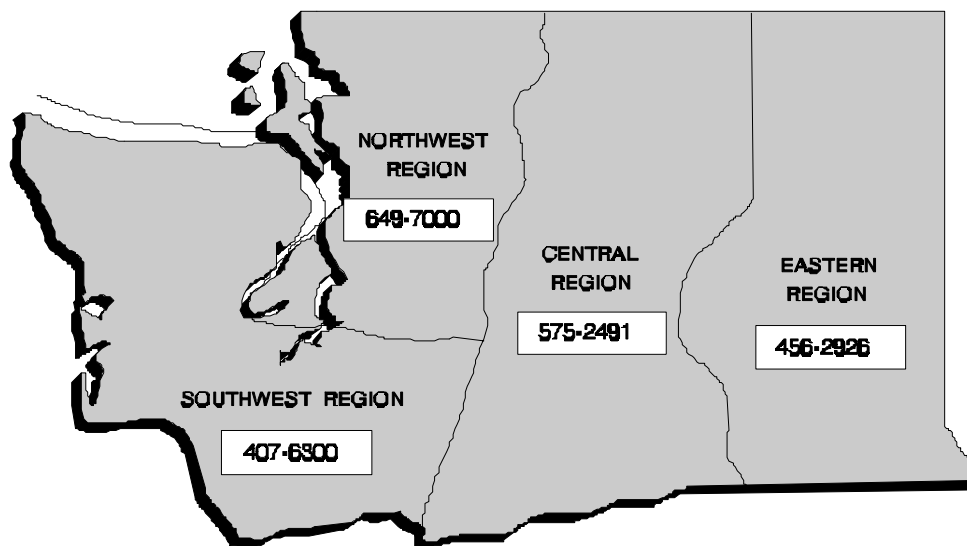 NORTHWEST
REGION
649-7000
CENTRAL
REGION
575-2491
EASTERN
REGION
456-2926
SOUTHWEST REGION
407-6300